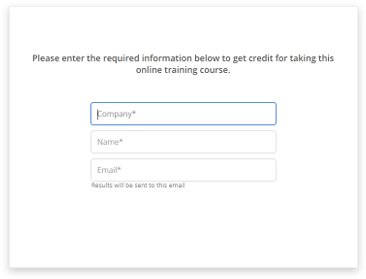 Please enter the required information below to get credit for taking this
online training course.
Company*
Name*
Email*
Results will be sent to this email